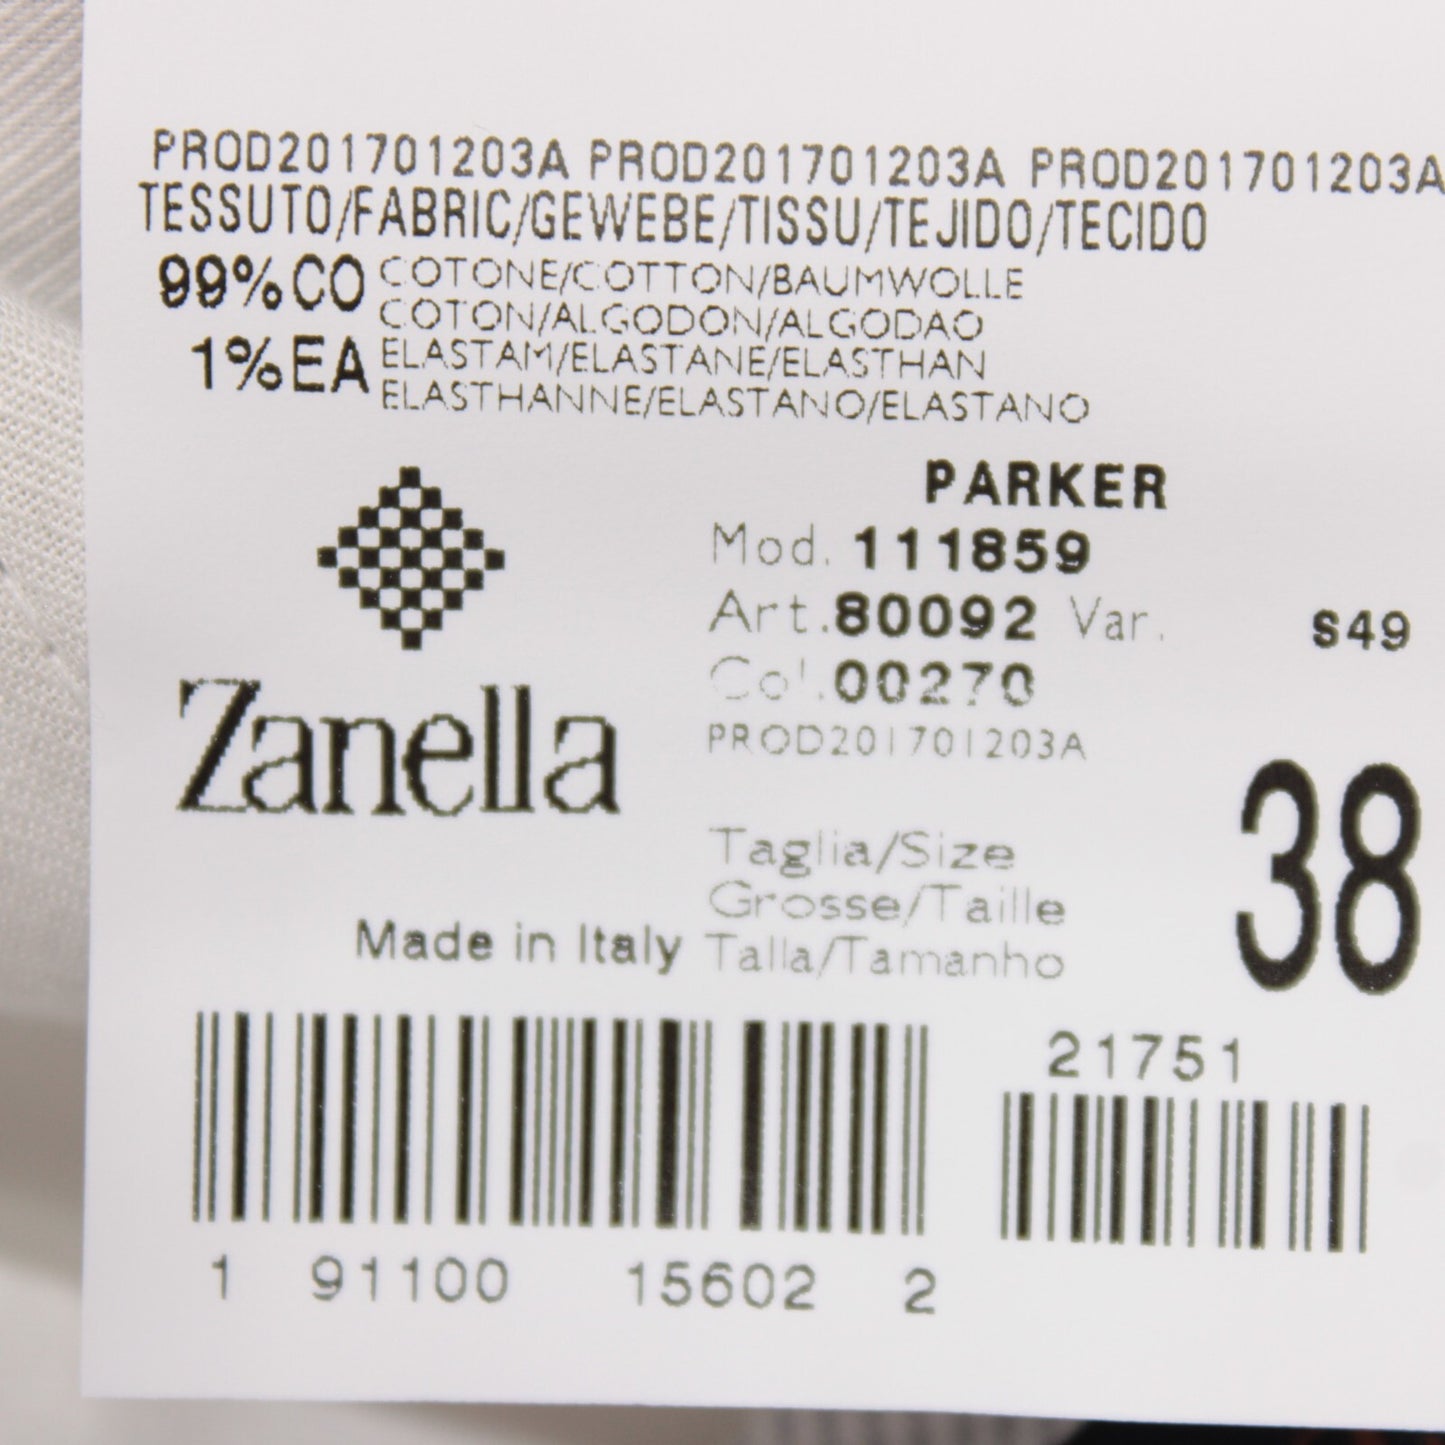 PROD201701203A PROD201701203A PROD201701203A
TESSUTO/FABRIC/GEWEBE/TISSU/TEJIDO/TECIDO
99%CO COTONE/COTTON/BAUMWOLLE
COTON/ALGODON/ALGODAO
1%EA ELASTAM/ELASTANE/ELASTHAN
ELASTHANNE/ELASTANO/ELASTANO
PARKER
Mod. 111859
Art.80092 Var. S49
Col.00270
PROD201701203A
Zanella
Taglia/Size
Grosse/Taille
Talla/Tamanho
38
Made in Italy
21751
1 91100 15602 2